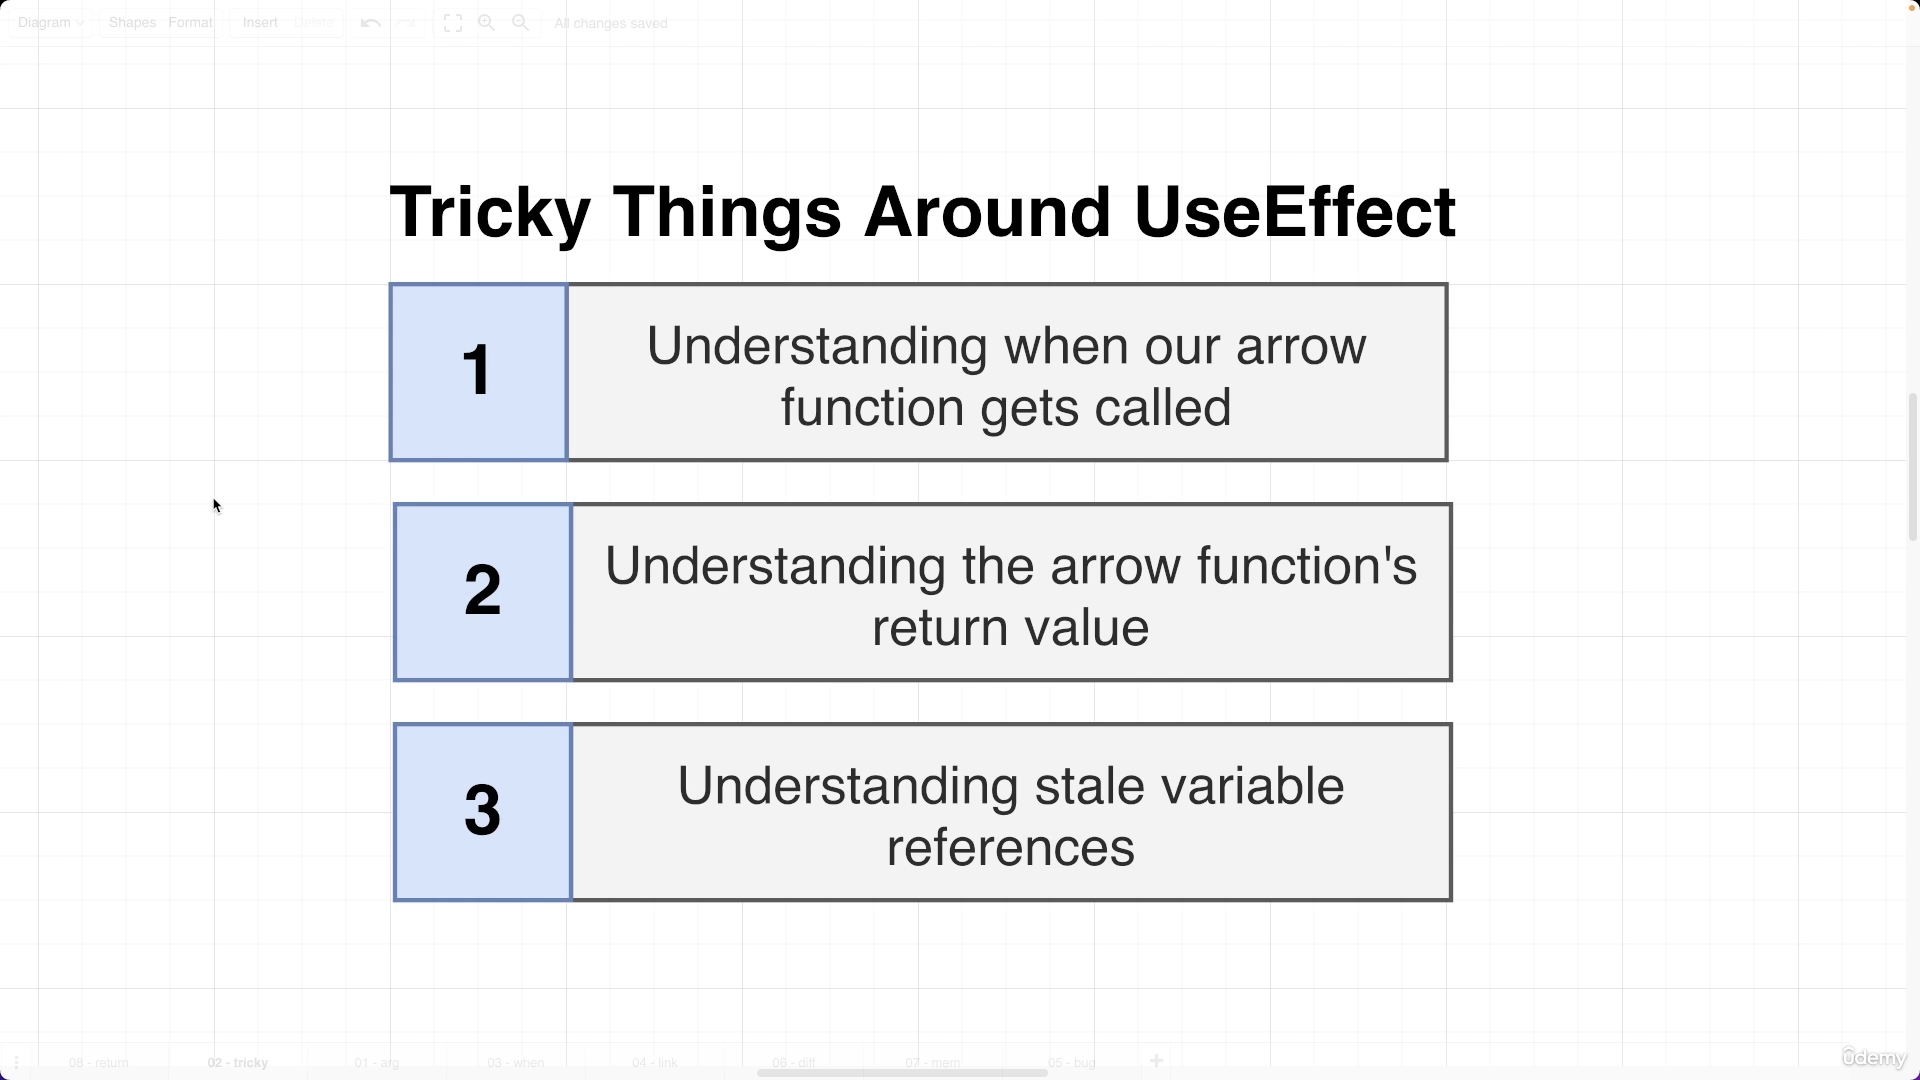 Diagram Shapes Format Insert Delete All changes saved
Tricky Things Around UseEffect
1
Understanding when our arrow
function gets called
2
Understanding the arrow function's
return value
3
Understanding stale variable
references
08 - return 02 - tricky 01 - arg 03 - when 04 - link 06 - diff 07 - mem 05 - bug
ûdemy